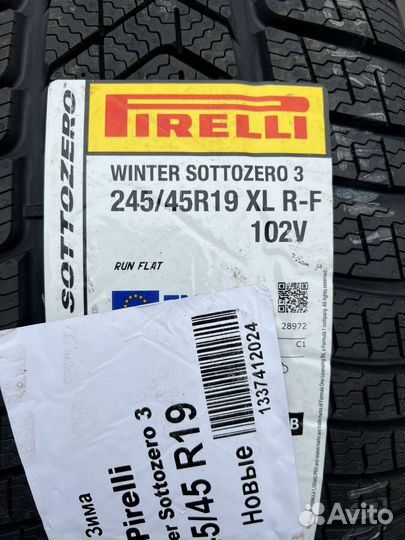 SOTTOZERO™
PIRELLI
WINTER SOTTOZERO 3
245/45R19 XL R-F
102V
RUN FLAT
28972
C1
B
Зима
Pirelli
er Sottozero 3
5/45 R19
Новые
1337412024
Avito